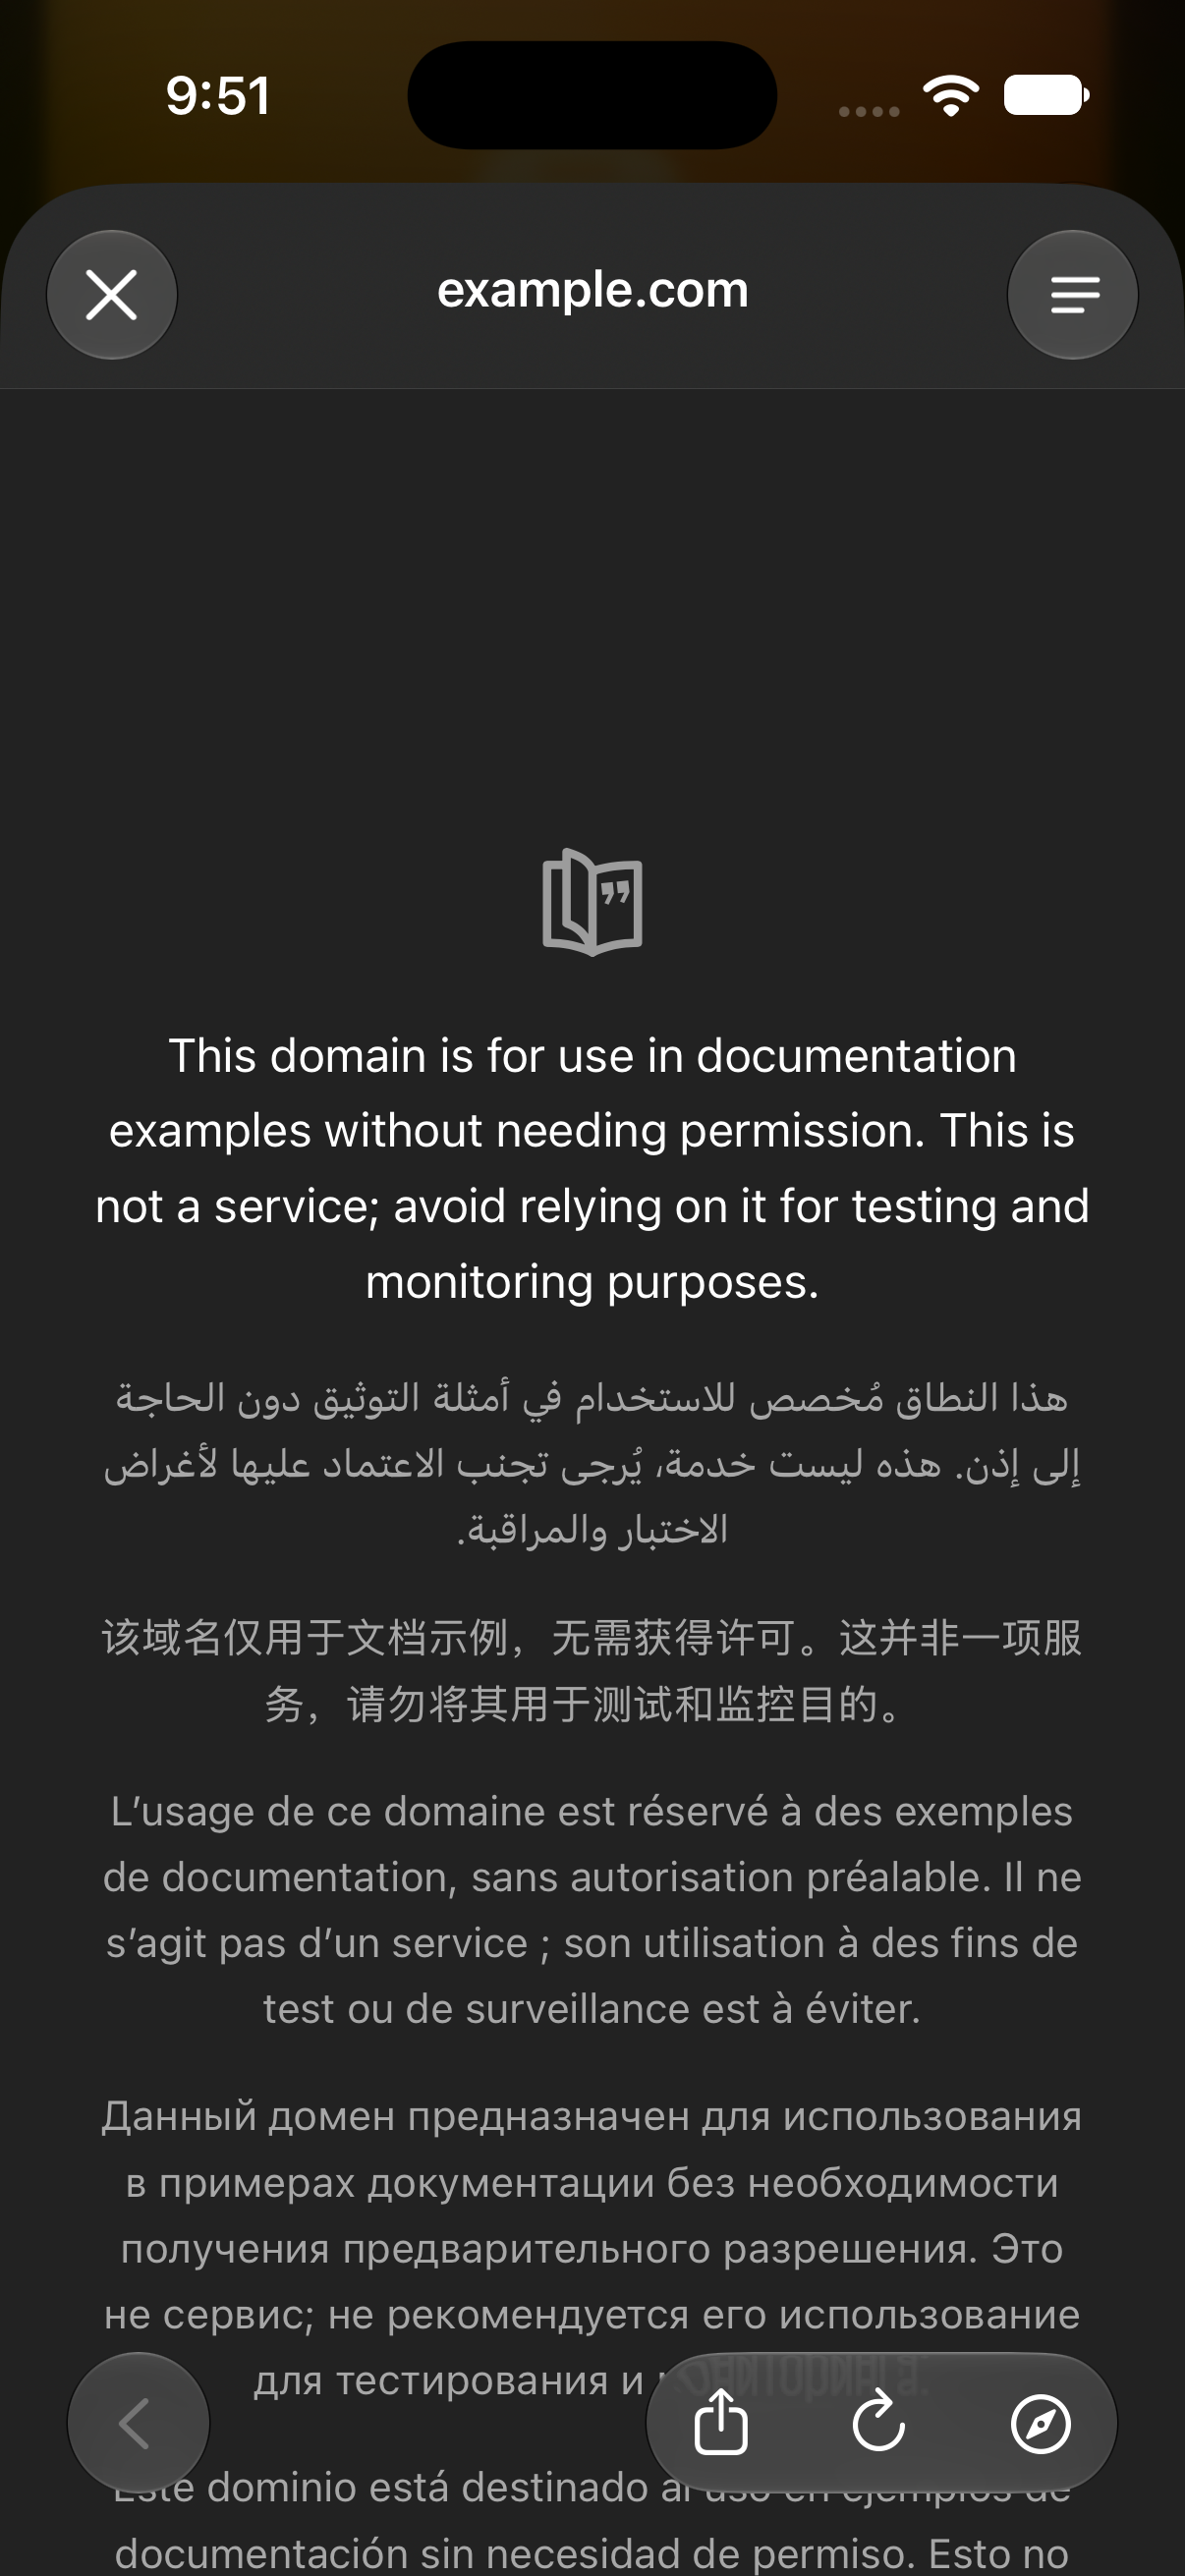 9:51
example.com
This domain is for use in documentation
examples without needing permission. This is
not a service; avoid relying on it for testing and
monitoring purposes.
هذا النطاق مُخصص للاستخدام في أمثلة التوثيق دون الحاجة
إلى إذن. هذه ليست خدمة، يُرجى تجنب الاعتماد عليها لأغراض
الاختبار والمراقبة.
该域名仅用于文档示例，无需获得许可。这并非一项服
务，请勿将其用于测试和监控目的。
L’usage de ce domaine est réservé à des exemples
de documentation, sans autorisation préalable. Il ne
s’agit pas d’un service ; son utilisation à des fins de
test ou de surveillance est à éviter.
Данный домен предназначен для использования
в примерах документации без необходимости
получения предварительного разрешения. Это
не сервис; не рекомендуется его использование
для тестирования и
Este dominio está destinado al uso en ejemplos de
documentación sin necesidad de permiso. Esto no